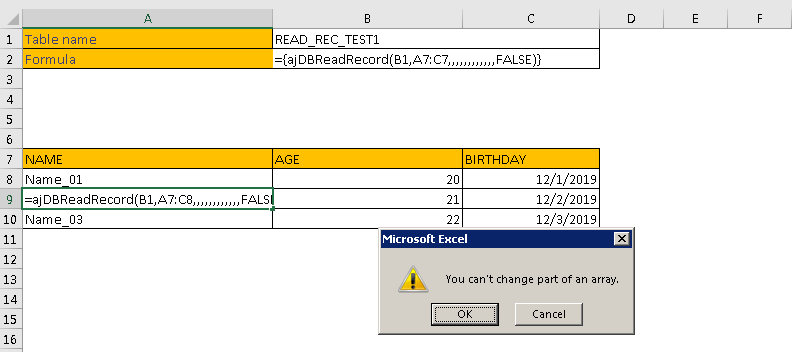 A B C D E F
1 Table name READ_REC_TEST1
2 Formula ={ajDBReadRecord(B1,A7:C7,,,,,,,,,,,,FALSE)}
3
4
5
6
7 NAME AGE BIRTHDAY
8 Name_01 20 12/1/2019
9 =ajDBReadRecord(B1,A7:C8,,,,,,,,,,,,FALS 21 12/2/2019
10 Name_03 22 12/3/2019
11
Microsoft Excel
12
13 You can't change part of an array.
14
15 OK Cancel
16